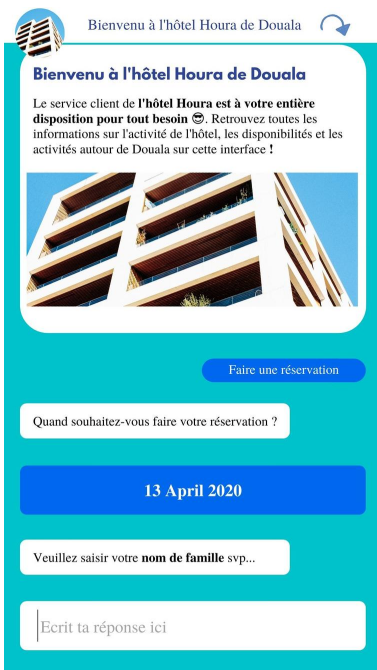 Bienvenu à l'hôtel Houra de Douala
Bienvenu à l'hôtel Houra de Douala
Le service client de l'hôtel Houra est à votre entière
disposition pour tout besoin 😎. Retrouvez toutes les
informations sur l'activité de l'hôtel, les disponibilités et les
activités autour de Douala sur cette interface !
Faire une réservation
Quand souhaitez-vous faire votre réservation ?
13 April 2020
Veuillez saisir votre nom de famille svp...
Ecrit ta réponse ici